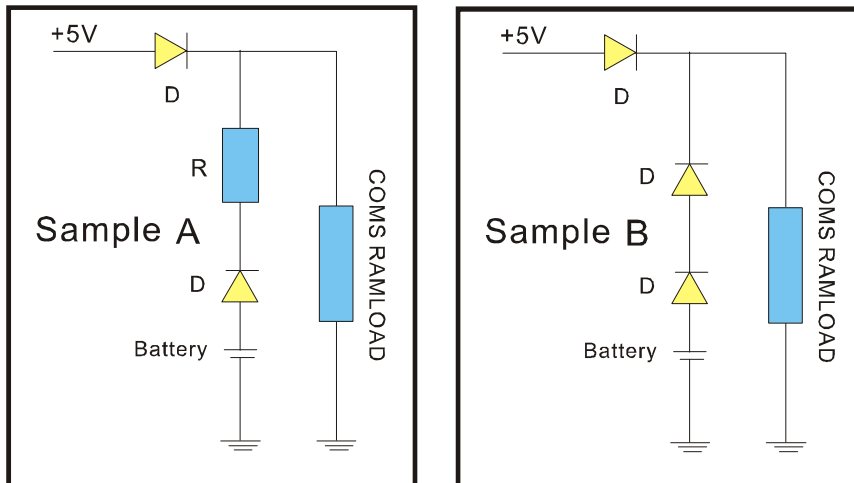 +5V
D
R
Sample A
D
Battery
COMS RAMLOAD
+5V
D
D
Sample B
D
Battery
COMS RAMLOAD